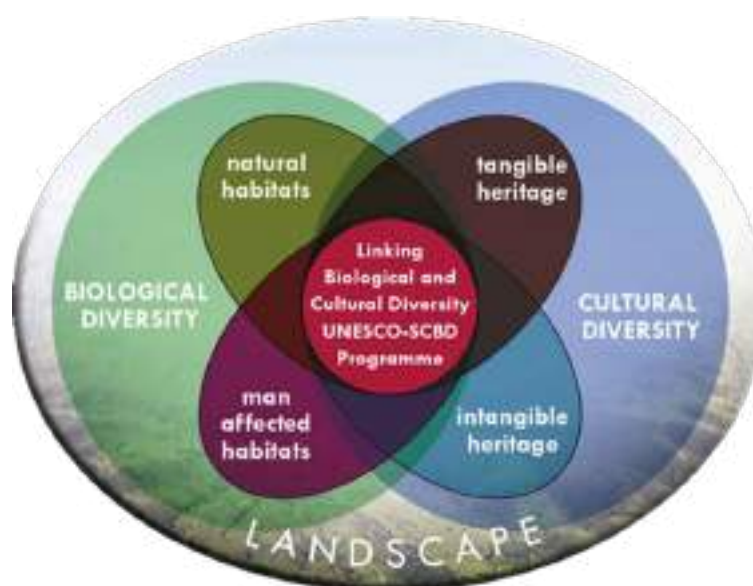 natural
habitats
tangible
heritage
BIOLOGICAL
DIVERSITY
Linking
Biological and
Cultural Diversity
UNESCO-SCBD
Programme
CULTURAL
DIVERSITY
man
affected
habitats
intangible
heritage
LANDSCAPE